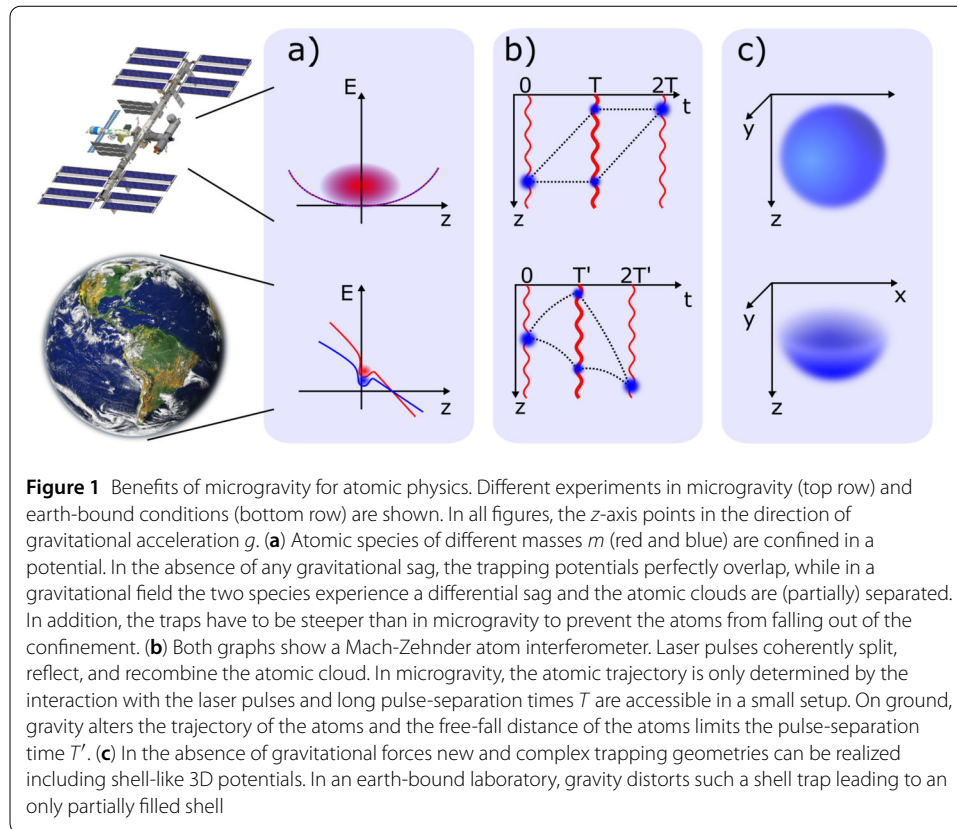 a)
b)
c)
E
z
0
T
2T
t
z
y
z
E
z
0
T'
2T'
t
z
x
y
z
Figure 1 Benefits of microgravity for atomic physics. Different experiments in microgravity (top row) and
earth-bound conditions (bottom row) are shown. In all figures, the z-axis points in the direction of
gravitational acceleration g. (a) Atomic species of different masses m (red and blue) are confined in a
potential. In the absence of any gravitational sag, the trapping potentials perfectly overlap, while in a
gravitational field the two species experience a differential sag and the atomic clouds are (partially) separated.
In addition, the traps have to be steeper than in microgravity to prevent the atoms from falling out of the
confinement. (b) Both graphs show a Mach-Zehnder atom interferometer. Laser pulses coherently split,
reflect, and recombine the atomic cloud. In microgravity, the atomic trajectory is only determined by the
interaction with the laser pulses and long pulse-separation times T are accessible in a small setup. On ground,
gravity alters the trajectory of the atoms and the free-fall distance of the atoms limits the pulse-separation
time T'. (c) In the absence of gravitational forces new and complex trapping geometries can be realized
including shell-like 3D potentials. In an earth-bound laboratory, gravity distorts such a shell trap leading to an
only partially filled shell